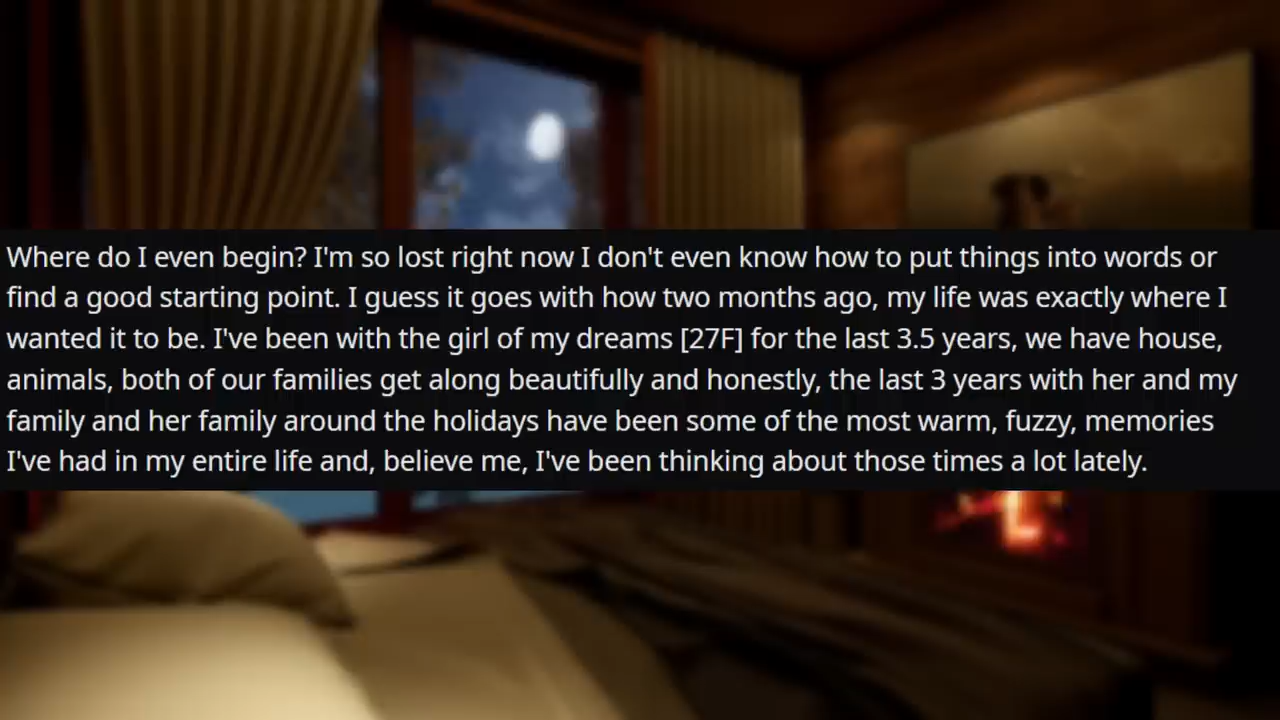 Where do I even begin? I'm so lost right now I don't even know how to put things into words or
find a good starting point. I guess it goes with how two months ago, my life was exactly where I
wanted it to be. I've been with the girl of my dreams [27F] for the last 3.5 years, we have house,
animals, both of our families get along beautifully and honestly, the last 3 years with her and my
family and her family around the holidays have been some of the most warm, fuzzy, memories
I've had in my entire life and, believe me, I've been thinking about those times a lot lately.